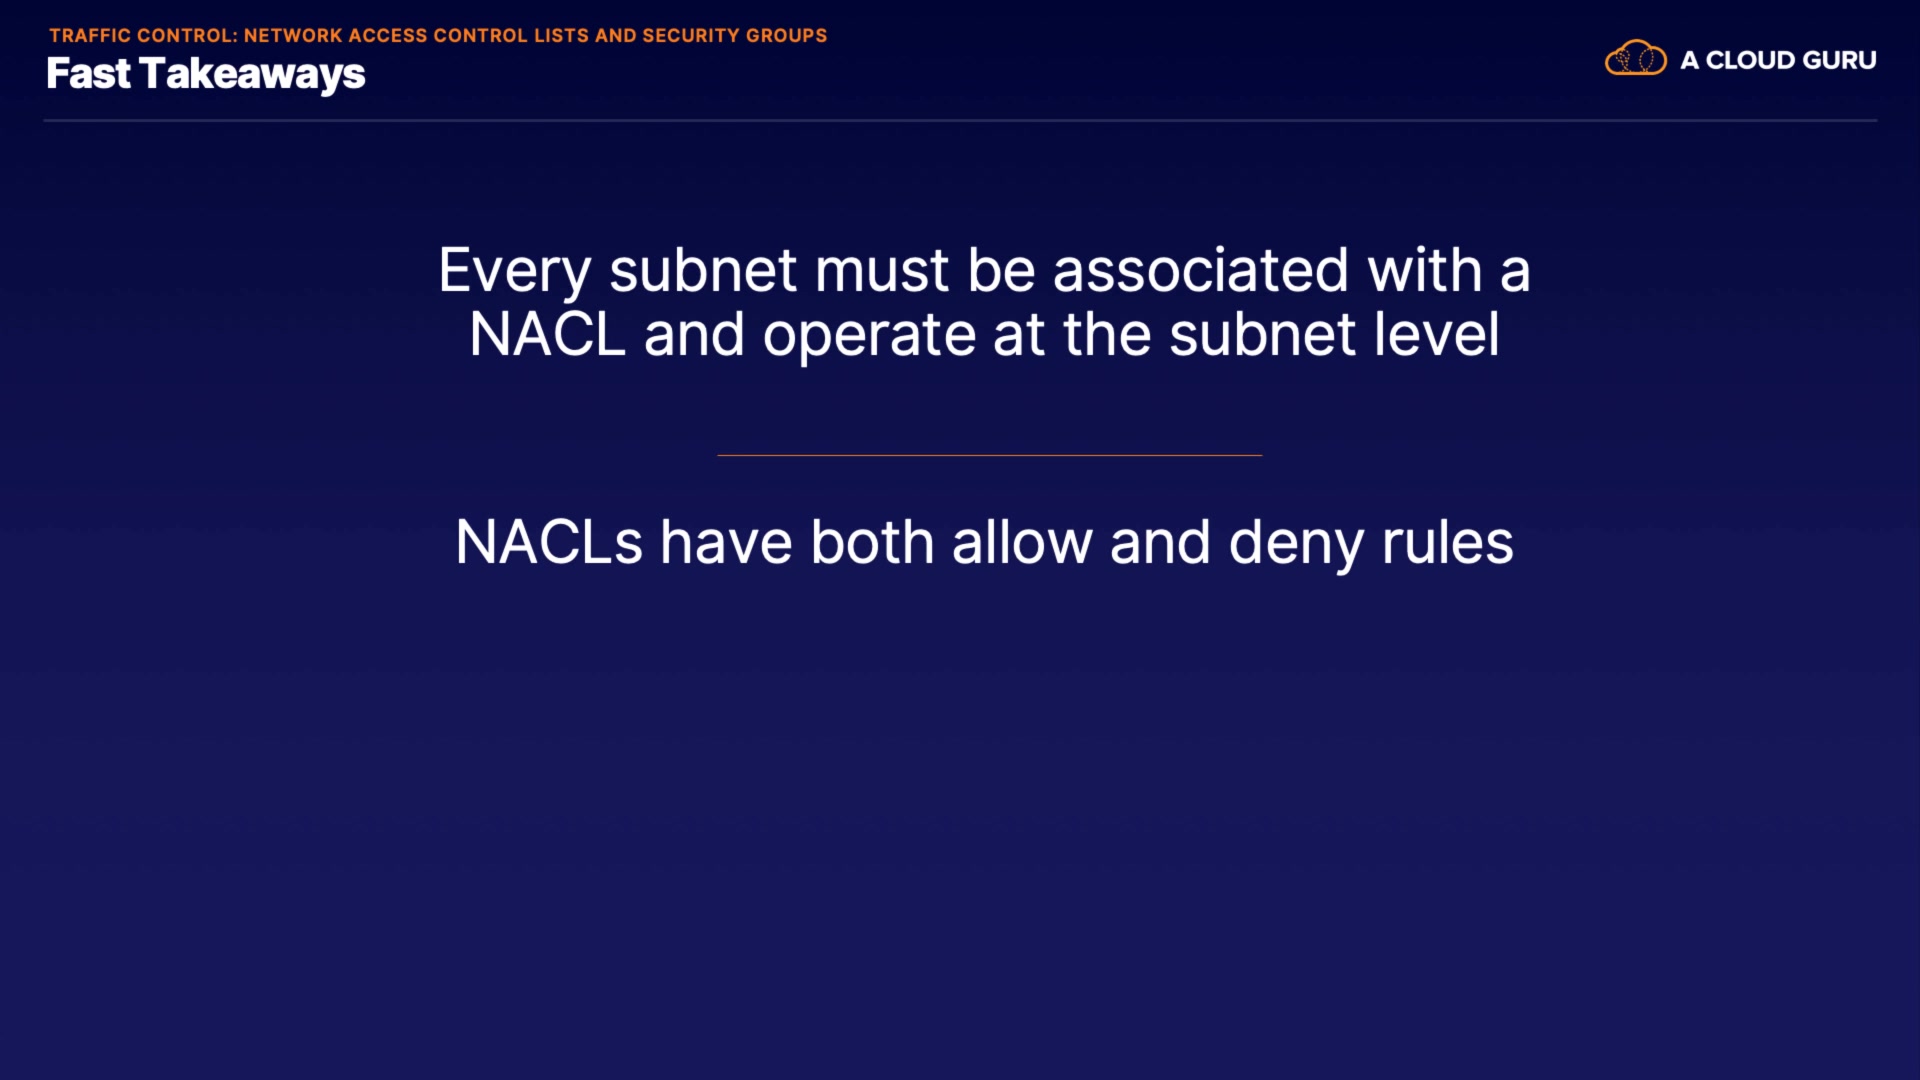 TRAFFIC CONTROL: NETWORK ACCESS CONTROL LISTS AND SECURITY GROUPS
Fast Takeaways
A CLOUD GURU
Every subnet must be associated with a
NACL and operate at the subnet level
NACLs have both allow and deny rules